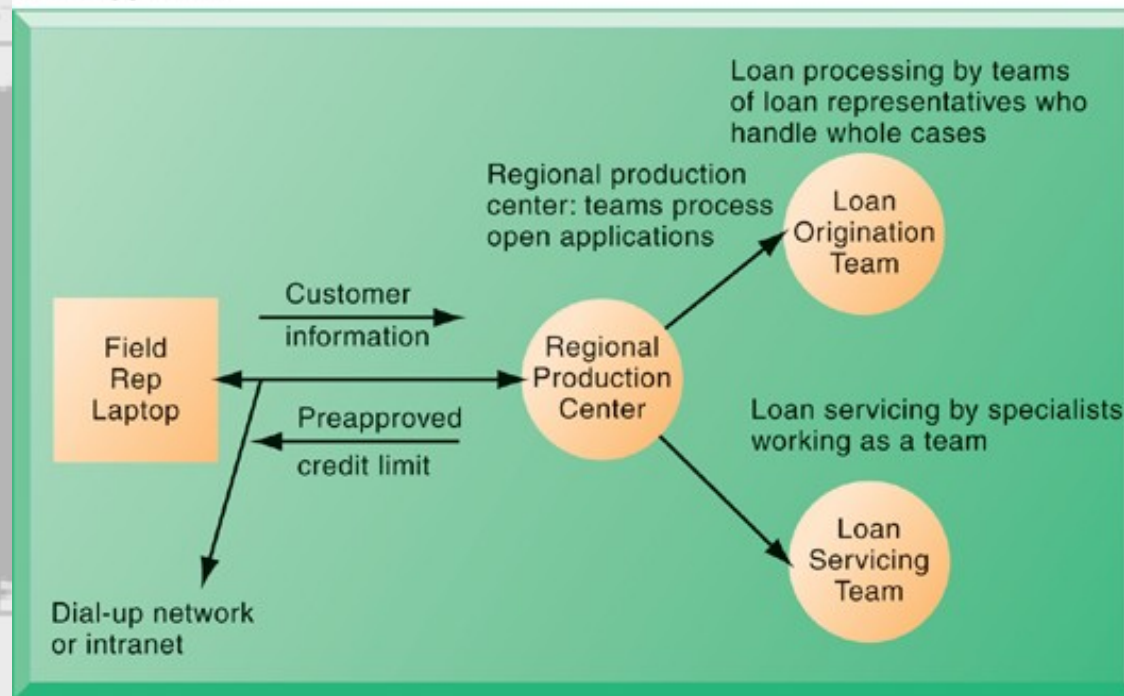 Loan processing by teams
of loan representatives who
handle whole cases
Regional production
center: teams process
open applications
Loan
Origination
Team
Customer
information
Field
Rep
Laptop
Regional
Production
Center
Preapproved
credit limit
Loan servicing by specialists
working as a team
Loan
Servicing
Team
Dial-up network
or intranet